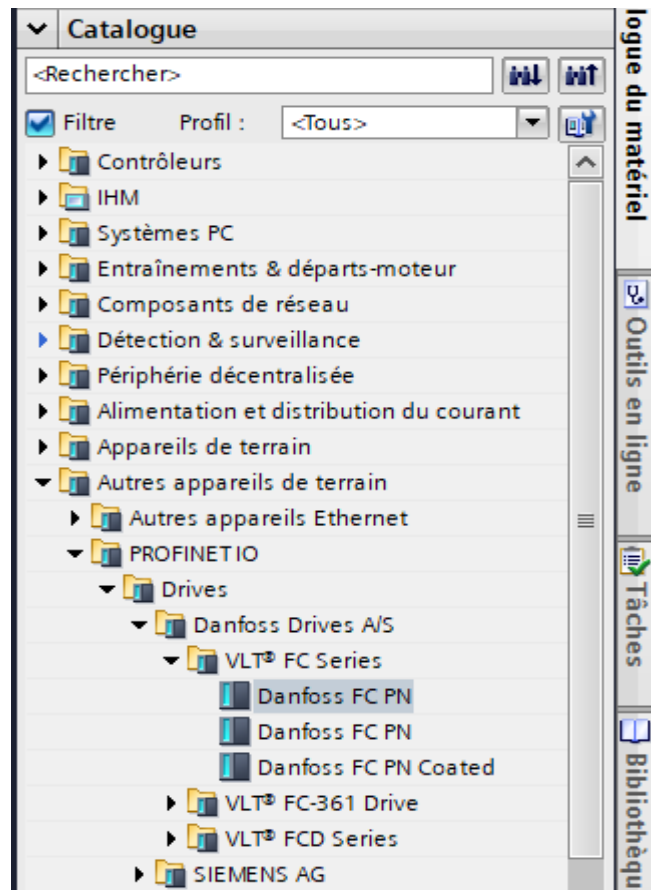 Catalogue
<Rechercher>
Filtre Profil : <Tous>
Contrôleurs
IHM
Systèmes PC
Entraînements & départs-moteur
Composants de réseau
Détection & surveillance
Périphérie décentralisée
Alimentation et distribution du courant
Appareils de terrain
Autres appareils de terrain
Autres appareils Ethernet
PROFINET IO
Drives
Danfoss Drives A/S
VLT® FC Series
Danfoss FC PN
Danfoss FC PN
Danfoss FC PN Coated
VLT® FC-361 Drive
VLT® FCD Series
SIEMENS AG
logue du matériel
Outils en ligne
Tâches
Bibliothèqu